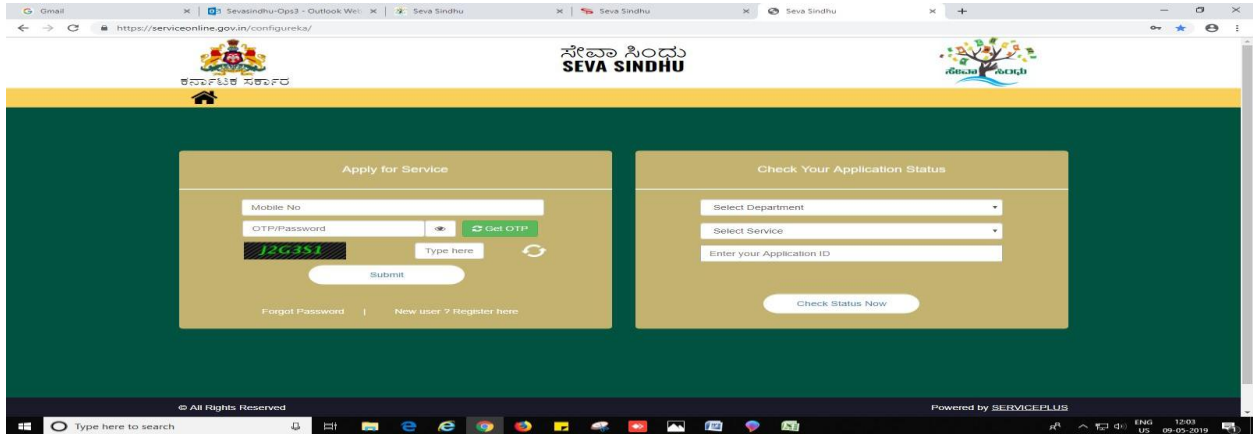 Gmail
Sevasindhu-Ops3 - Outlook Wel
Seva Sindhu
Seva Sindhu
Seva Sindhu
https://serviceonline.gov.in/configureka/
ಕರ್ನಾಟಕ ಸರ್ಕಾರ
ಸೇವಾ ಸಿಂಧು
SEVA SINDHU
ಸೇವಾ ಸಿಂಧು
Apply for Service
Mobile No
OTP/Password
Get OTP
J2G3S1
Type here
Submit
Forgot Password | New user ? Register here
Check Your Application Status
Select Department
Select Service
Enter your Application ID
Check Status Now
© All Rights Reserved
Powered by SERVICEPLUS
Type here to search
ENG
US
12:03
09-05-2019